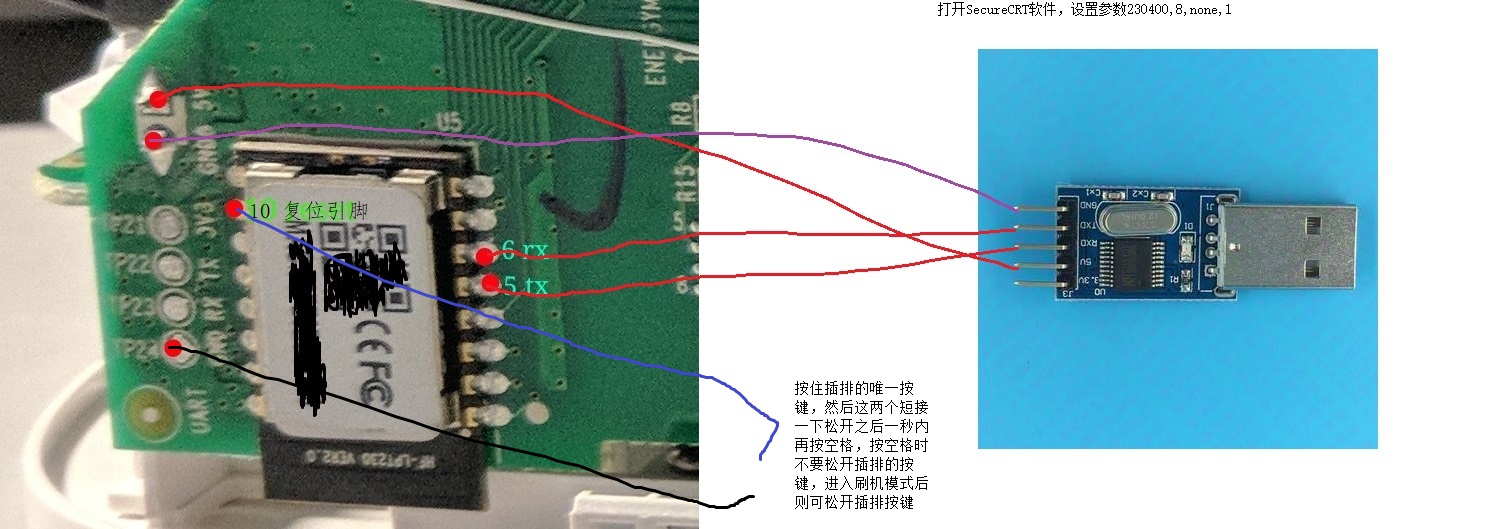 打开SecureCRT软件，设置参数230400,8,none,1
5V
GND
U5
ENERGY
R8
R15
10 复位引脚
3V3
TP22
TX
TP23
RX
TP24
GND
UART
6 rx
5 tx
CE FC
HF-LPT230 VER2.0
Cx1
Cx2
GND
TXD
RXD
5V
3.3V
J3
U0
D1
R1
J1
按住插排的唯一按
键，然后这两个短接
一下松开之后一秒内
再按空格，按空格时
不要松开插排的按
键，进入刷机模式后
则可松开插排按键